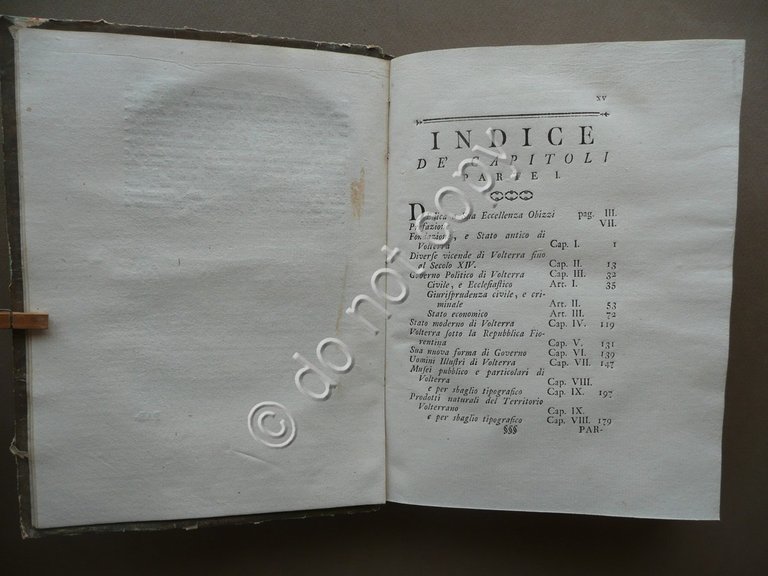 XV
INDICE
DE' CAPITOLI
PARTE I.
Dedica a Sua Eccellenza Obizzi pag. III.
Prefazione VII.
Fondazione, e Stato antico di
Volterra Cap. I. 1
Diverse vicende di Volterra fino
al Secolo XIV. Cap. II. 13
Governo Politico di Volterra Cap. III. 32
Civile, e Ecclesiastico Art. I. 35
Giurisprudenza civile, e cri-
minale Art. II. 53
Stato economico Art. III. 72
Stato moderno di Volterra Cap. IV. 119
Volterra sotto la Repubblica Fio-
rentina Cap. V. 131
Sua nuova forma di Governo Cap. VI. 139
Uomini Illustri di Volterra Cap. VII. 147
Musei pubblico e particolari di
Volterra Cap. VIII.
e per sbaglio tipografico Cap. IX. 197
Prodotti naturali del Territorio
Volterrano Cap. IX.
e per sbaglio tipografico Cap. VIII. 179
§§§ PAR-
© do not copy